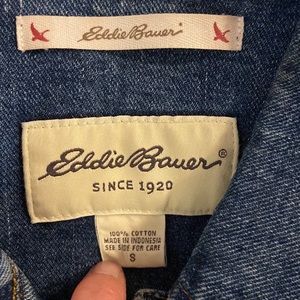 Eddie Bauer
Eddie Bauer®
SINCE 1920
100% COTTON
MADE IN INDONESIA
SEE SIDE FOR CARE
S